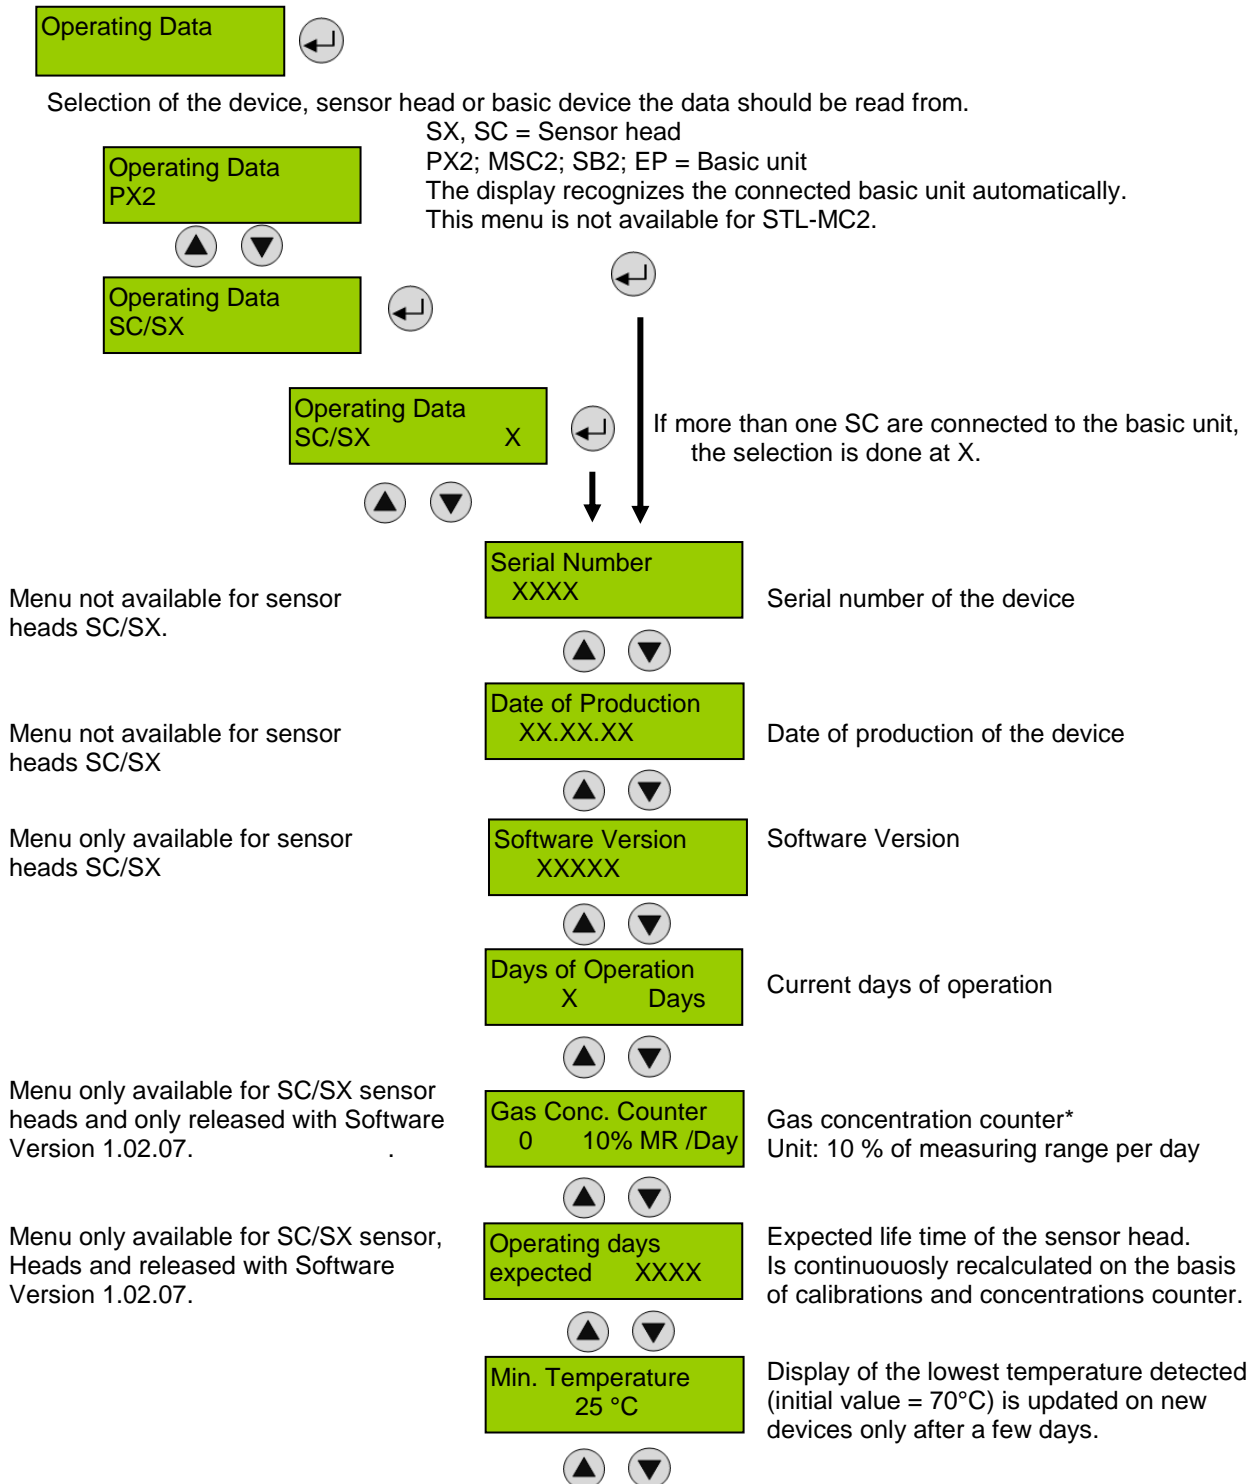 Operating Data
Selection of the device, sensor head or basic device the data should be read from.
SX, SC = Sensor head
PX2; MSC2; SB2; EP = Basic unit
The display recognizes the connected basic unit automatically.
This menu is not available for STL-MC2.
Operating Data
PX2
Operating Data
SC/SX
Operating Data
SC/SX X
If more than one SC are connected to the basic unit,
the selection is done at X.
Menu not available for sensor
heads SC/SX.
Serial Number
XXXX
Serial number of the device
Menu not available for sensor
heads SC/SX
Date of Production
XX.XX.XX
Date of production of the device
Menu only available for sensor
heads SC/SX
Software Version
XXXXX
Software Version
Days of Operation
X Days
Current days of operation
Menu only available for SC/SX sensor
heads and only released with Software
Version 1.02.07. .
Gas Conc. Counter
0 10% MR /Day
Gas concentration counter*
Unit: 10 % of measuring range per day
Menu only available for SC/SX sensor,
Heads and released with Software
Version 1.02.07.
Operating days
expected XXXX
Expected life time of the sensor head.
Is continuouosly recalculated on the basis
of calibrations and concentrations counter.
Min. Temperature
25 °C
Display of the lowest temperature detected
(initial value = 70°C) is updated on new
devices only after a few days.